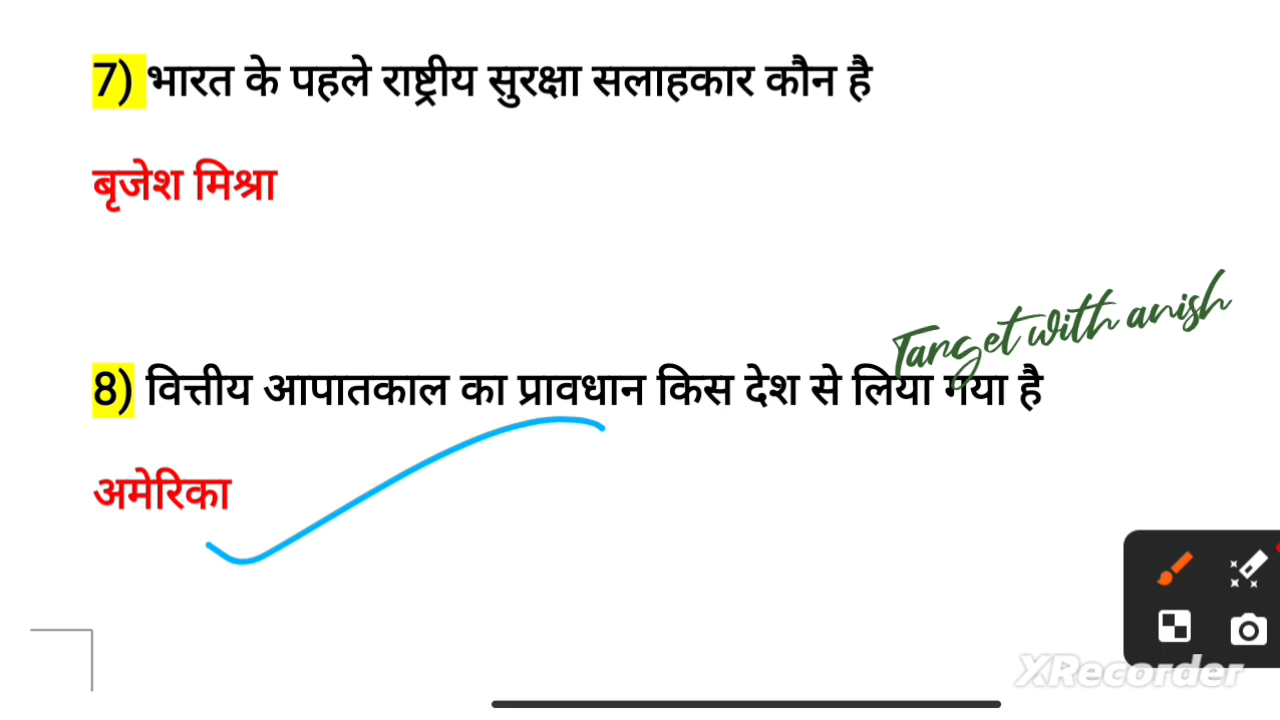 7) भारत के पहले राष्ट्रीय सुरक्षा सलाहकार कौन है
बृजेश मिश्रा
Target with anish
8) वित्तीय आपातकाल का प्रावधान किस देश से लिया गया है
अमेरिका
XRecorder